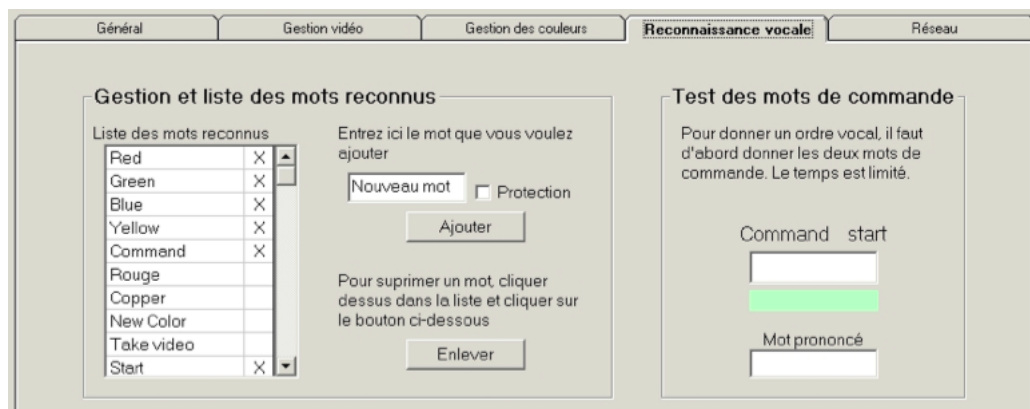 Général Gestion vidéo Gestion des couleurs Reconnaissance vocale Réseau
Gestion et liste des mots reconnus
Liste des mots reconnus
Red X
Green X
Blue X
Yellow X
Command X
Rouge
Copper
New Color
Take video
Start X
Entrez ici le mot que vous voulez
ajouter
Nouveau mot Protection
Ajouter
Pour suprimer un mot, cliquer
dessus dans la liste et cliquer sur
le bouton ci-dessous
Enlever
Test des mots de commande
Pour donner un ordre vocal, il faut
d'abord donner les deux mots de
commande. Le temps est limité.
Command start
Mot prononcé